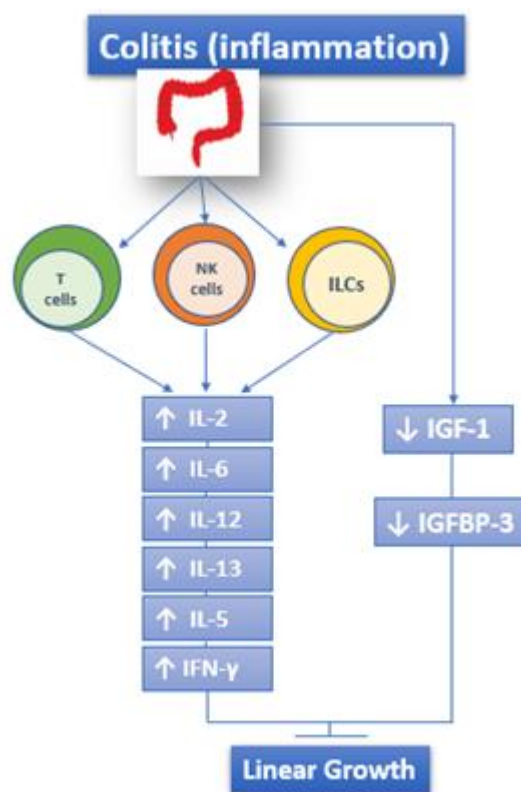 Colitis (inflammation)
T
cells
NK
cells
ILCs
↑ IL-2
↑ IL-6
↑ IL-12
↑ IL-13
↑ IL-5
↑ IFN-γ
↓ IGF-1
↓ IGFBP-3
Linear Growth